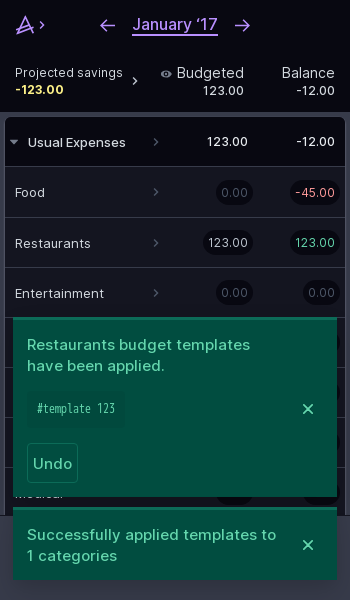 January ‘17
Projected savings
-123.00
Budgeted
123.00
Balance
-12.00
Usual Expenses
123.00
-12.00
Food
0.00
-45.00
Restaurants
123.00
123.00
Entertainment
0.00
0.00
Restaurants budget templates
have been applied.
#template 123
Undo
Successfully applied templates to
1 categories